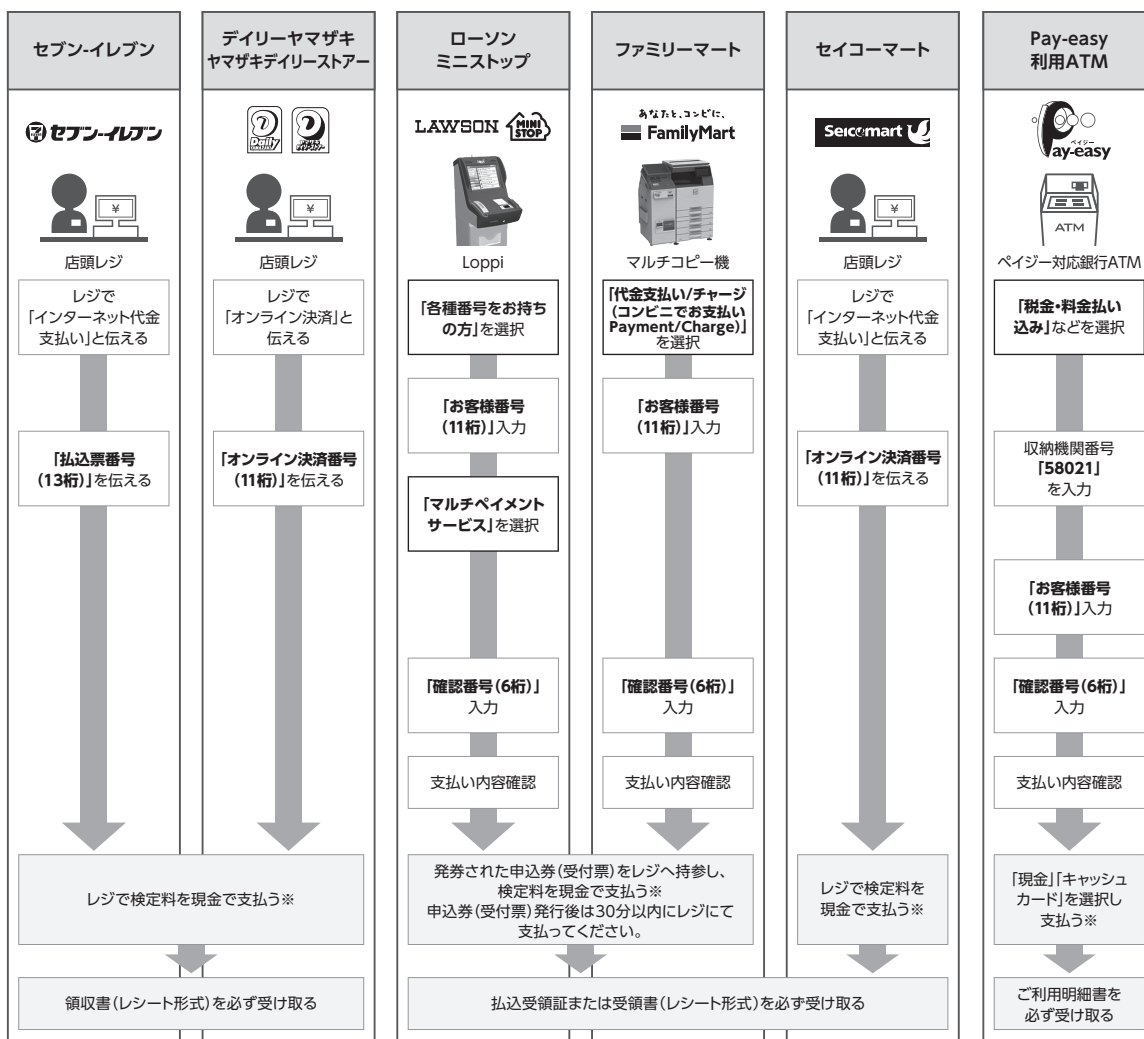 セブン-イレブン
セブン-イレブン
店頭レジ
レジで
「インターネット代金
支払い」と伝える
「払込票番号
(13桁)」を伝える
デイリーヤマザキ
ヤマザキデイリーストアー
Daily
店頭レジ
レジで
「オンライン決済」と
伝える
「オンライン決済番号
(11桁)」を伝える
レジで検定料を現金で支払う※
領収書(レシート形式)を必ず受け取る
ローソン
ミニストップ
LAWSON MINI STOP
Loppi
「各種番号をお持ち
の方」を選択
「お客様番号
(11桁)」入力
「マルチペイメント
サービス」を選択
「確認番号(6桁)」
入力
支払い内容確認
ファミリーマート
あなたと、コンビに、
FamilyMart
マルチコピー機
「代金支払い/チャージ
(コンビニでお支払い
Payment/Charge)」
を選択
「お客様番号
(11桁)」入力
「確認番号(6桁)」
入力
支払い内容確認
発券された申込券(受付票)をレジへ持参し、
検定料を現金で支払う※
申込券(受付票)発行後は30分以内にレジにて
支払ってください。
セイコーマート
Seicomart
店頭レジ
レジで
「インターネット代金
支払い」と伝える
「オンライン決済番号
(11桁)」を伝える
レジで検定料を
現金で支払う※
払込受領証または受領書(レシート形式)を必ず受け取る
Pay-easy
利用ATM
ペイジー
Pay-easy
ATM
ペイジー対応銀行ATM
「税金・料金払い
込み」などを選択
収納機関番号
「58021」
を入力
「お客様番号
(11桁)」入力
「確認番号(6桁)」
入力
支払い内容確認
「現金」「キャッシュ
カード」を選択し
支払う※
ご利用明細書を
必ず受け取る